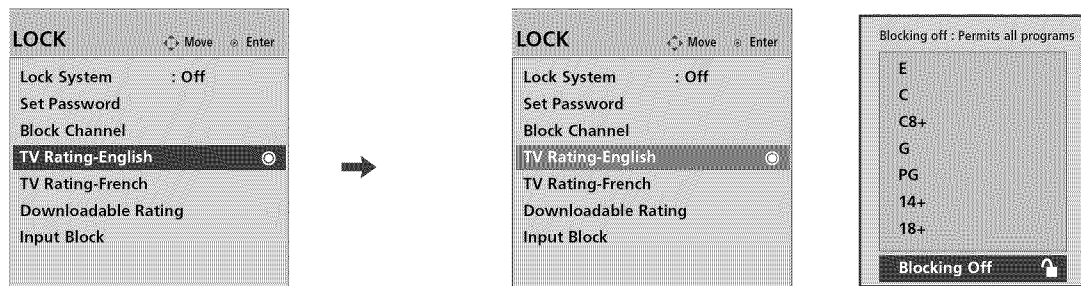 LOCK Move Enter
Lock System : Off
Set Password
Block Channel
TV Rating-English
TV Rating-French
Downloadable Rating
Input Block
LOCK Move Enter
Lock System : Off
Set Password
Block Channel
TV Rating-English
TV Rating-French
Downloadable Rating
Input Block
Blocking off : Permits all programs
E
C
C8+
G
PG
14+
18+
Blocking Off